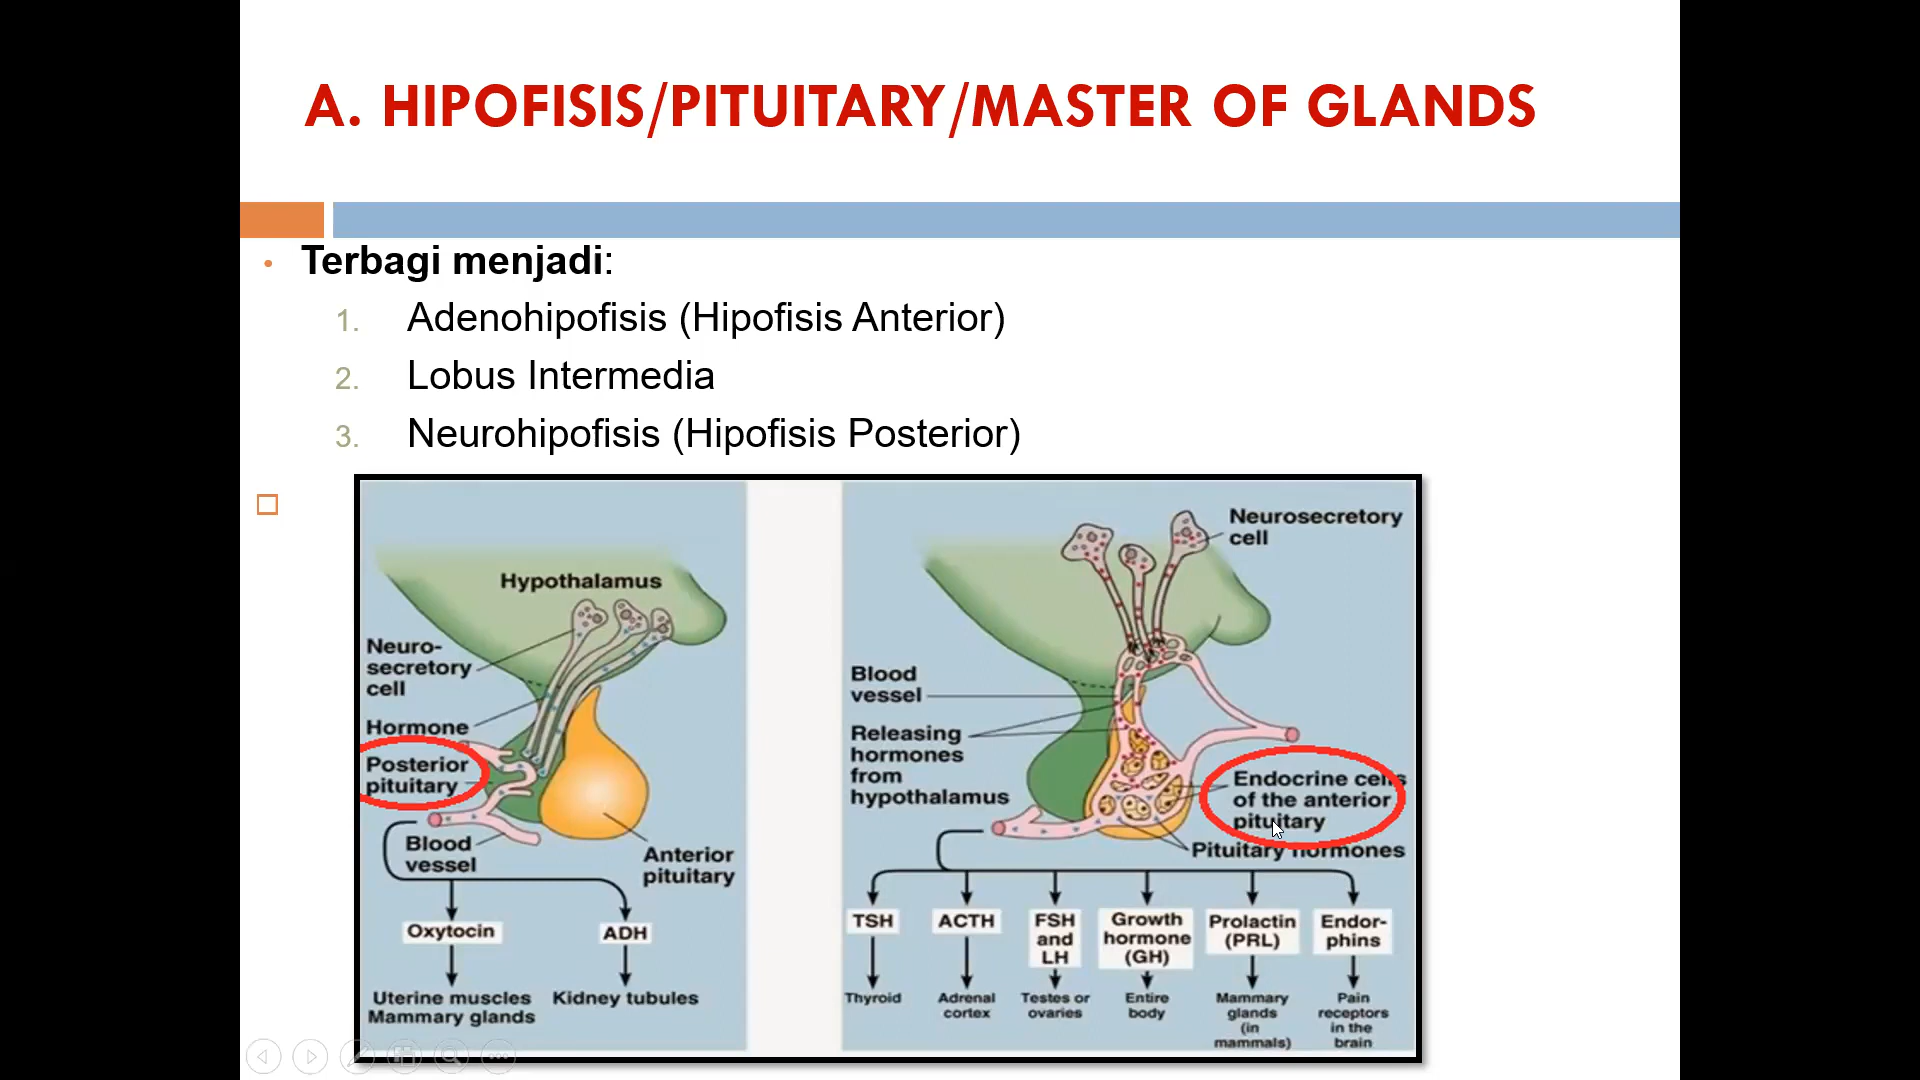 A. HIPOFISIS/PITUITARY/MASTER OF GLANDS
• Terbagi menjadi:
1. Adenohipofisis (Hipofisis Anterior)
2. Lobus Intermedia
3. Neurohipofisis (Hipofisis Posterior)
Hypothalamus
Neuro-
secretory
cell
Hormone
Posterior
pituitary
Blood
vessel
Anterior
pituitary
Oxytocin
ADH
Uterine muscles
Mammary glands
Kidney tubules
Neurosecretory
cell
Blood
vessel
Releasing
hormones
from
hypothalamus
Endocrine cells
of the anterior
pituitary
Pituitary hormones
TSH
ACTH
FSH
and
LH
Growth
hormone
(GH)
Prolactin
(PRL)
Endor-
phins
Thyroid
Adrenal
cortex
Testes or
ovaries
Entire
body
Mammary
glands
(in
mammals)
Pain
receptors
in the
brain